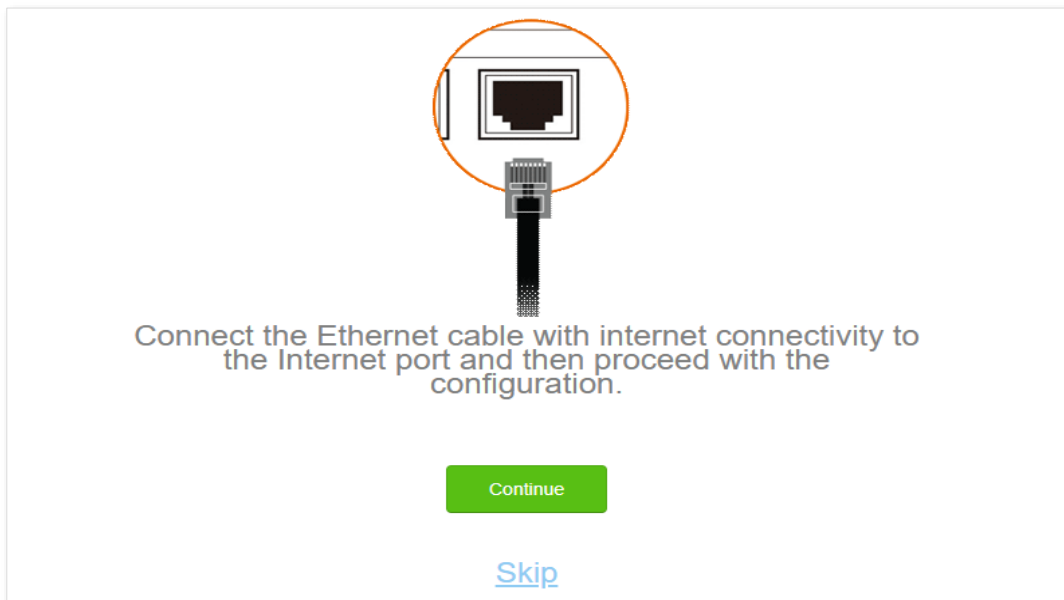 Connect the Ethernet cable with internet connectivity to
the Internet port and then proceed with the
configuration.
Continue
Skip